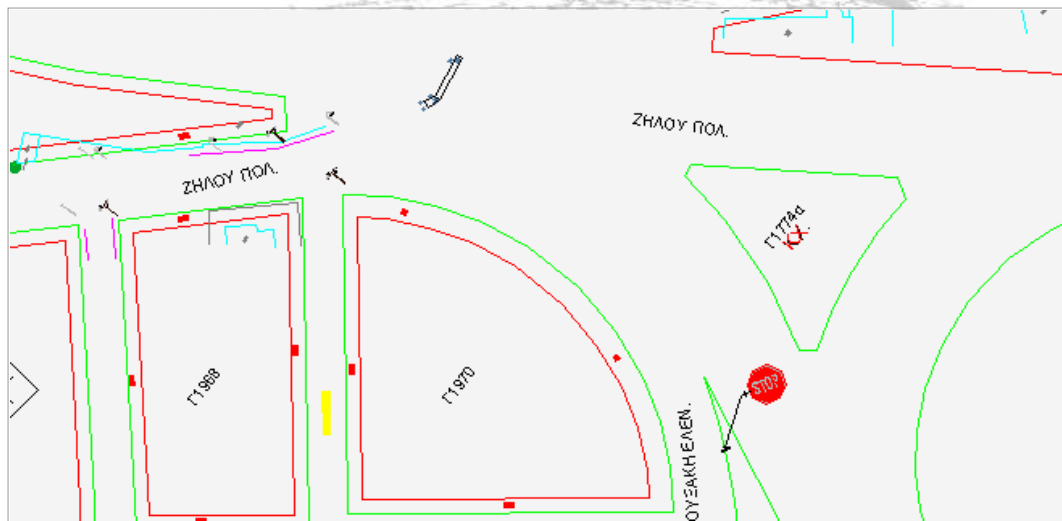 ΖΗΛΟΥ ΠΟΛ.
ΖΗΛΟΥ ΠΟΛ.
Γ1774α
Κ.Χ.
Γ1968
Γ1970
STOP
ΟΥΞΑΚΗ ΕΛΕΝ.